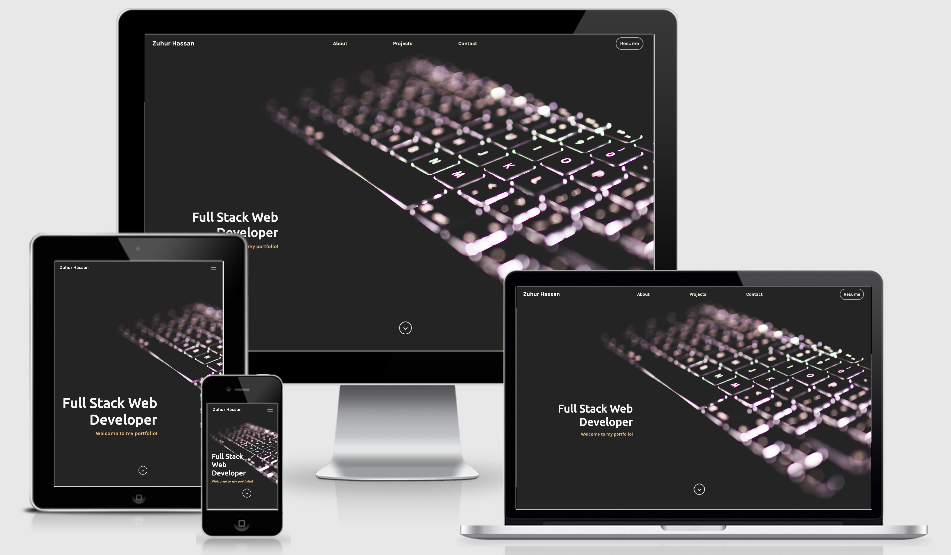 Zuhur Hassan
About
Projects
Contact
Resume
Full Stack Web
Developer
my portfolio!
Zuhur Hassan
Full Stack Web
Developer
Welcome to my portfolio!
Zuhur Hassan
Full Stack
Web
Developer
Welcome to my portfolio!
Zuhur Hassan
About
Projects
Contact
Resume
Full Stack Web
Developer
Welcome to my portfolio!